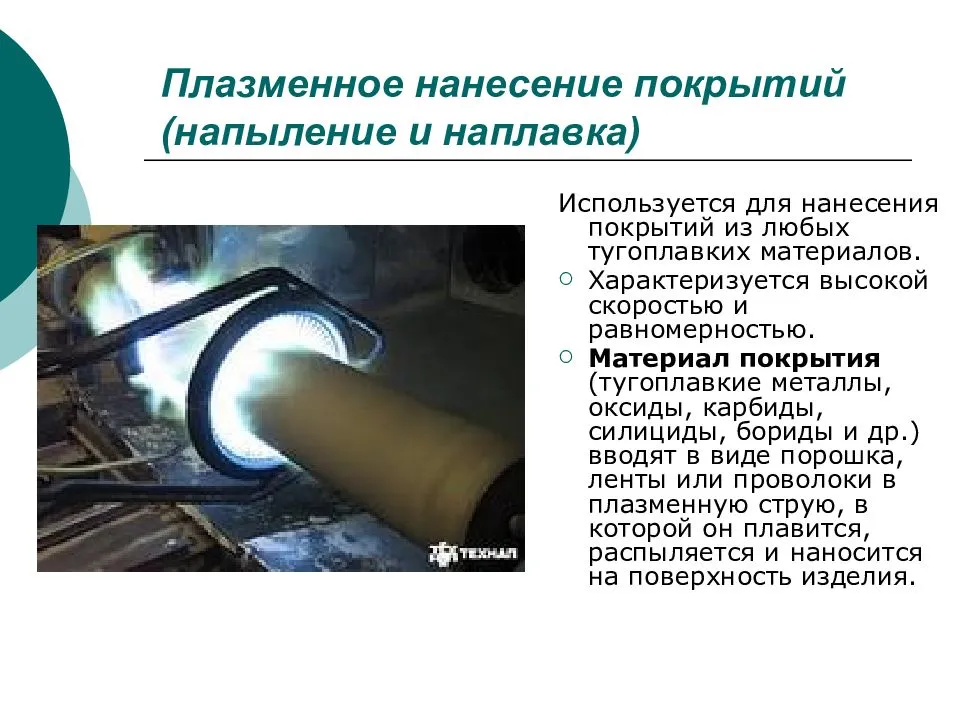 Плазменное нанесение покрытий
(напыление и наплавка)
Используется для нанесения
покрытий из любых
тугоплавких материалов.
Характеризуется высокой
скоростью и
равномерностью.
Материал покрытия
(тугоплавкие металлы,
оксиды, карбиды,
силициды, бориды и др.)
вводят в виде порошка,
ленты или проволоки в
плазменную струю, в
которой он плавится,
распыляется и наносится
на поверхность изделия.
ТЕХНАП